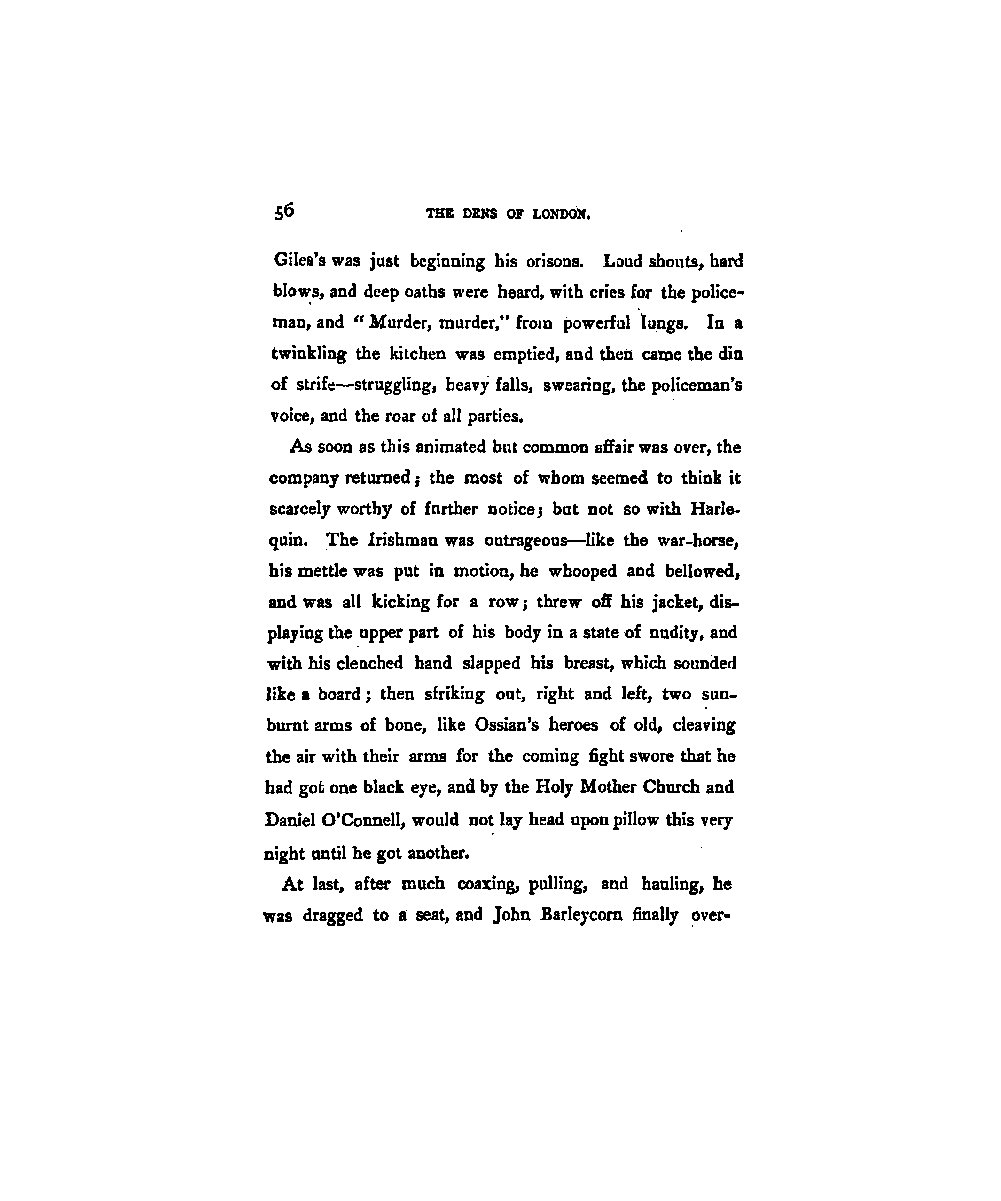 56 THE DENS OF LONDON.
Giles's was just beginning his orisons. Loud shouts, hard
blows, and deep oaths were heard, with cries for the police-
man, and “Murder, murder,” from powerful lungs. In a
twinkling the kitchen was emptied, and then came the din
of strife—struggling, heavy falls, swearing, the policeman's
voice, and the roar of all parties.
As soon as this animated but common affair was over, the
company returned; the most of whom seemed to think it
scarcely worthy of further notice; but not so with Harle-
quin. The Irishman was outrageous—like the war-horse,
his mettle was put in motion, he whooped and bellowed,
and was all kicking for a row; threw off his jacket, dis-
playing the upper part of his body in a state of nudity, and
with his clenched hand slapped his breast, which sounded
like a board; then striking out, right and left, two sun-
burnt arms of bone, like Ossian's heroes of old, cleaving
the air with their arms for the coming fight swore that he
had got one black eye, and by the Holy Mother Church and
Daniel O'Connell, would not lay head upon pillow this very
night until he got another.
At last, after much coaxing, pulling, and hauling, he
was dragged to a seat, and John Barleycorn finally over-